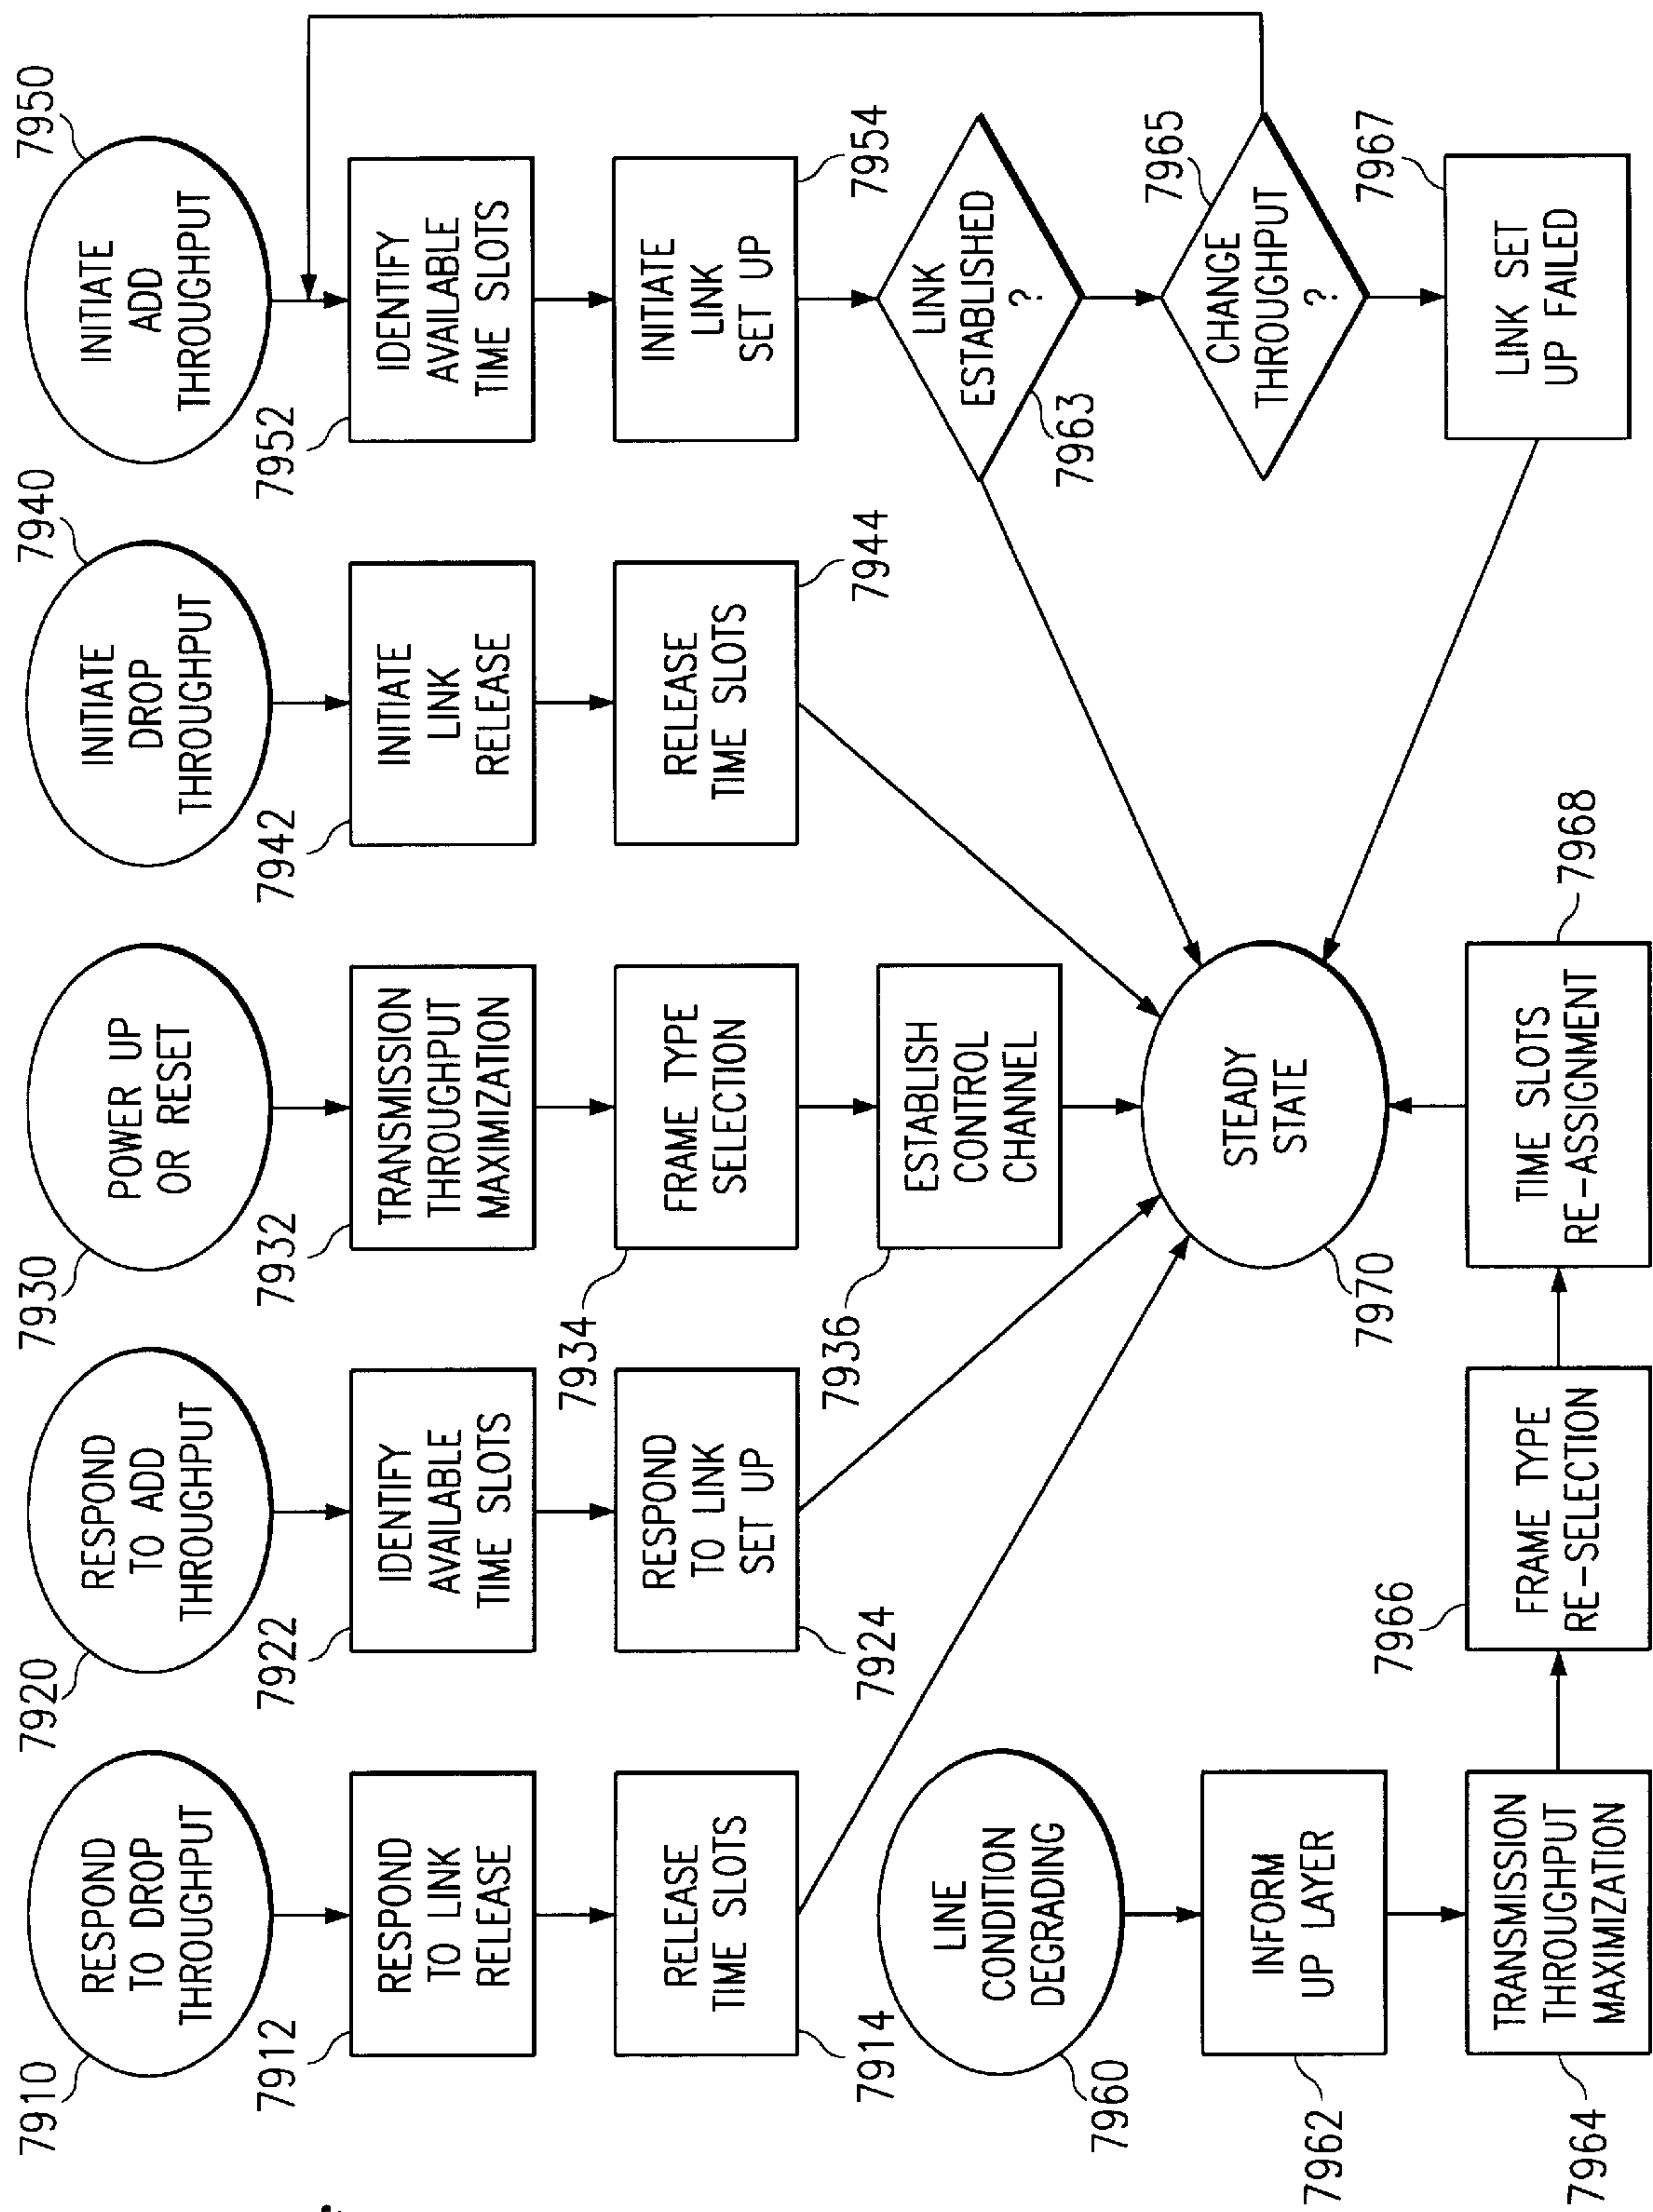 7910
RESPOND
TO DROP
THROUGHPUT
7912
RESPOND
TO LINK
RELEASE
RELEASE
TIME SLOTS
7914
7920
RESPOND
TO ADD
THROUGHPUT
7922
IDENTIFY
AVAILABLE
TIME SLOTS
RESPOND
TO LINK
SET UP
7924
7930
POWER UP
OR RESET
7932
TRANSMISSION
THROUGHPUT
MAXIMIZATION
7934
FRAME TYPE
SELECTION
7936
ESTABLISH
CONTROL
CHANNEL
7940
INITIATE
DROP
THROUGHPUT
7942
INITIATE
LINK
RELEASE
RELEASE
TIME SLOTS
7944
7950
INITIATE
ADD
THROUGHPUT
7952
IDENTIFY
AVAILABLE
TIME SLOTS
INITIATE
LINK
SET UP
7954
LINK
ESTABLISHED
?
7963
7965
CHANGE
THROUGHPUT
?
7967
LINK SET
UP FAILED
LINE
CONDITION
DEGRADING
7960
INFORM
UP LAYER
7962
TRANSMISSION
THROUGHPUT
MAXIMIZATION
7964
7966
FRAME TYPE
RE-SELECTION
TIME SLOTS
RE-ASSIGNMENT
7968
STEADY
STATE
7970